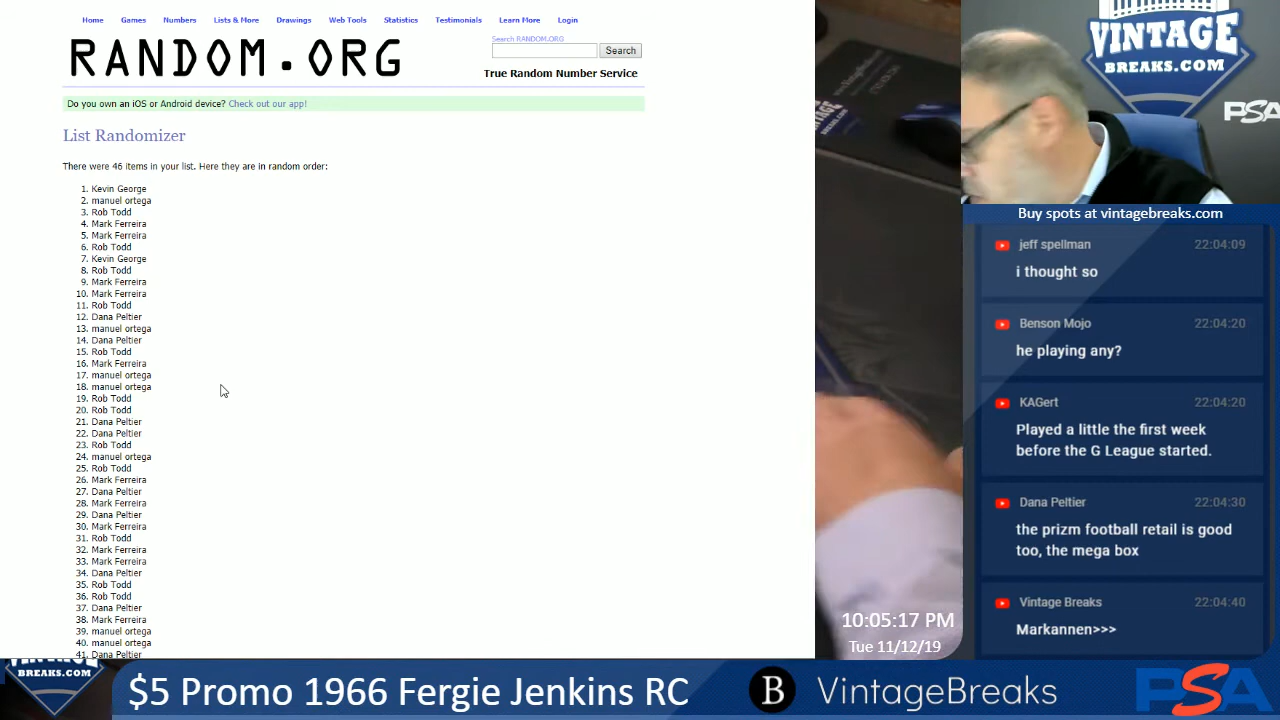 Home Games Numbers Lists & More Drawings Web Tools Statistics Testimonials Learn More Login
RANDOM.ORG
Search RANDOM.ORG
Search
True Random Number Service
Do you own an iOS or Android device? Check out our app!
List Randomizer
There were 46 items in your list. Here they are in random order:
1. Kevin George
2. manuel ortega
3. Rob Todd
4. Mark Ferreira
5. Mark Ferreira
6. Rob Todd
7. Kevin George
8. Rob Todd
9. Mark Ferreira
10. Mark Ferreira
11. Rob Todd
12. Dana Peltier
13. manuel ortega
14. Dana Peltier
15. Rob Todd
16. Mark Ferreira
17. manuel ortega
18. manuel ortega
19. Rob Todd
20. Rob Todd
21. Dana Peltier
22. Dana Peltier
23. Rob Todd
24. manuel ortega
25. Rob Todd
26. Mark Ferreira
27. Dana Peltier
28. Mark Ferreira
29. Dana Peltier
30. Mark Ferreira
31. Rob Todd
32. Mark Ferreira
33. Mark Ferreira
34. Dana Peltier
35. Rob Todd
36. Rob Todd
37. Dana Peltier
38. Mark Ferreira
39. manuel ortega
40. manuel ortega
41. Dana Peltier
VINTAGE
BREAKS.COM
PSA
Buy spots at vintagebreaks.com
jeff spellman 22:04:09
i thought so
Benson Mojo 22:04:20
he playing any?
KAGert 22:04:20
Played a little the first week
before the G League started.
Dana Peltier 22:04:30
the prizm football retail is good
too, the mega box
Vintage Breaks 22:04:40
Markannen>>>
10:05:17 PM
Tue 11/12/19
VINTAGE
BREAKS.COM
$5 Promo 1966 Fergie Jenkins RC
B VintageBreaks
PSA